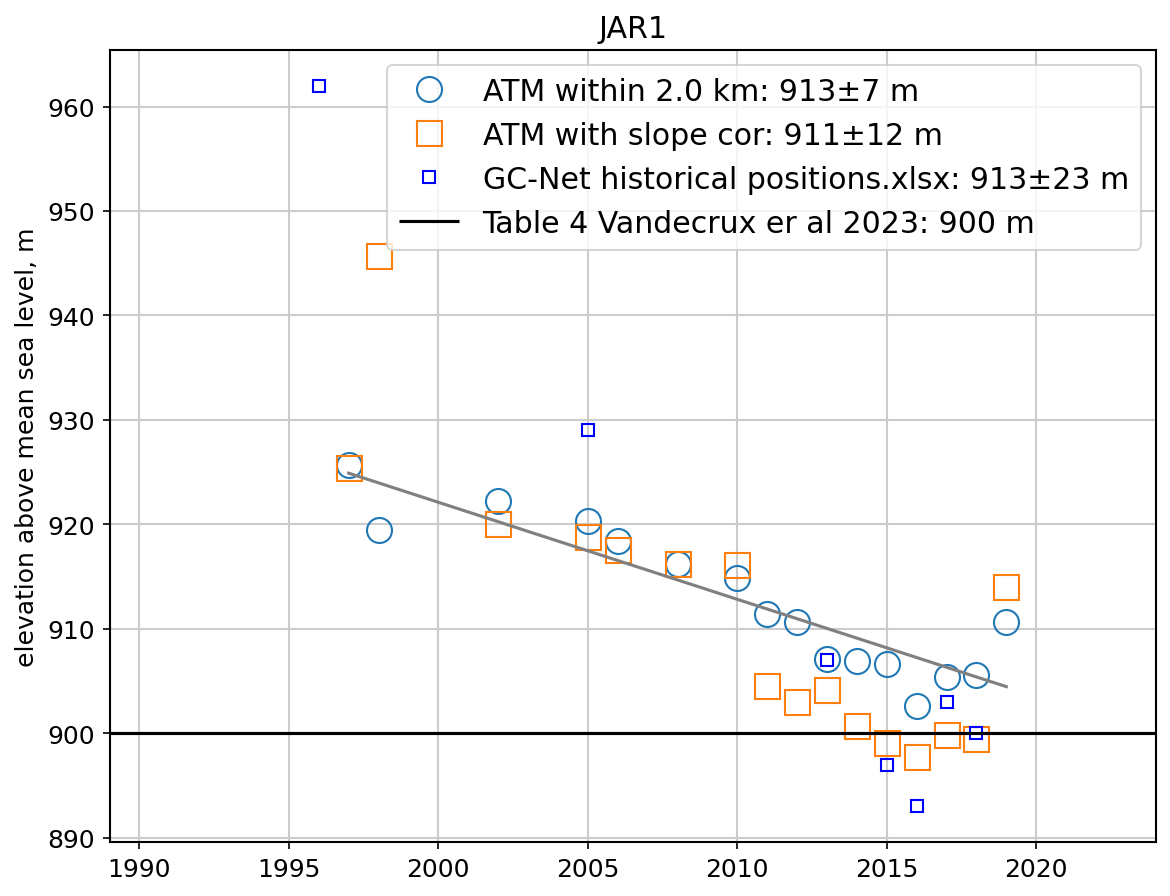 JAR1
ATM within 2.0 km: 913±7 m
ATM with slope cor: 911±12 m
GC-Net historical positions.xlsx: 913±23 m
Table 4 Vandecrux er al 2023: 900 m
elevation above mean sea level, m
960
950
940
930
920
910
900
890
1990 1995 2000 2005 2010 2015 2020